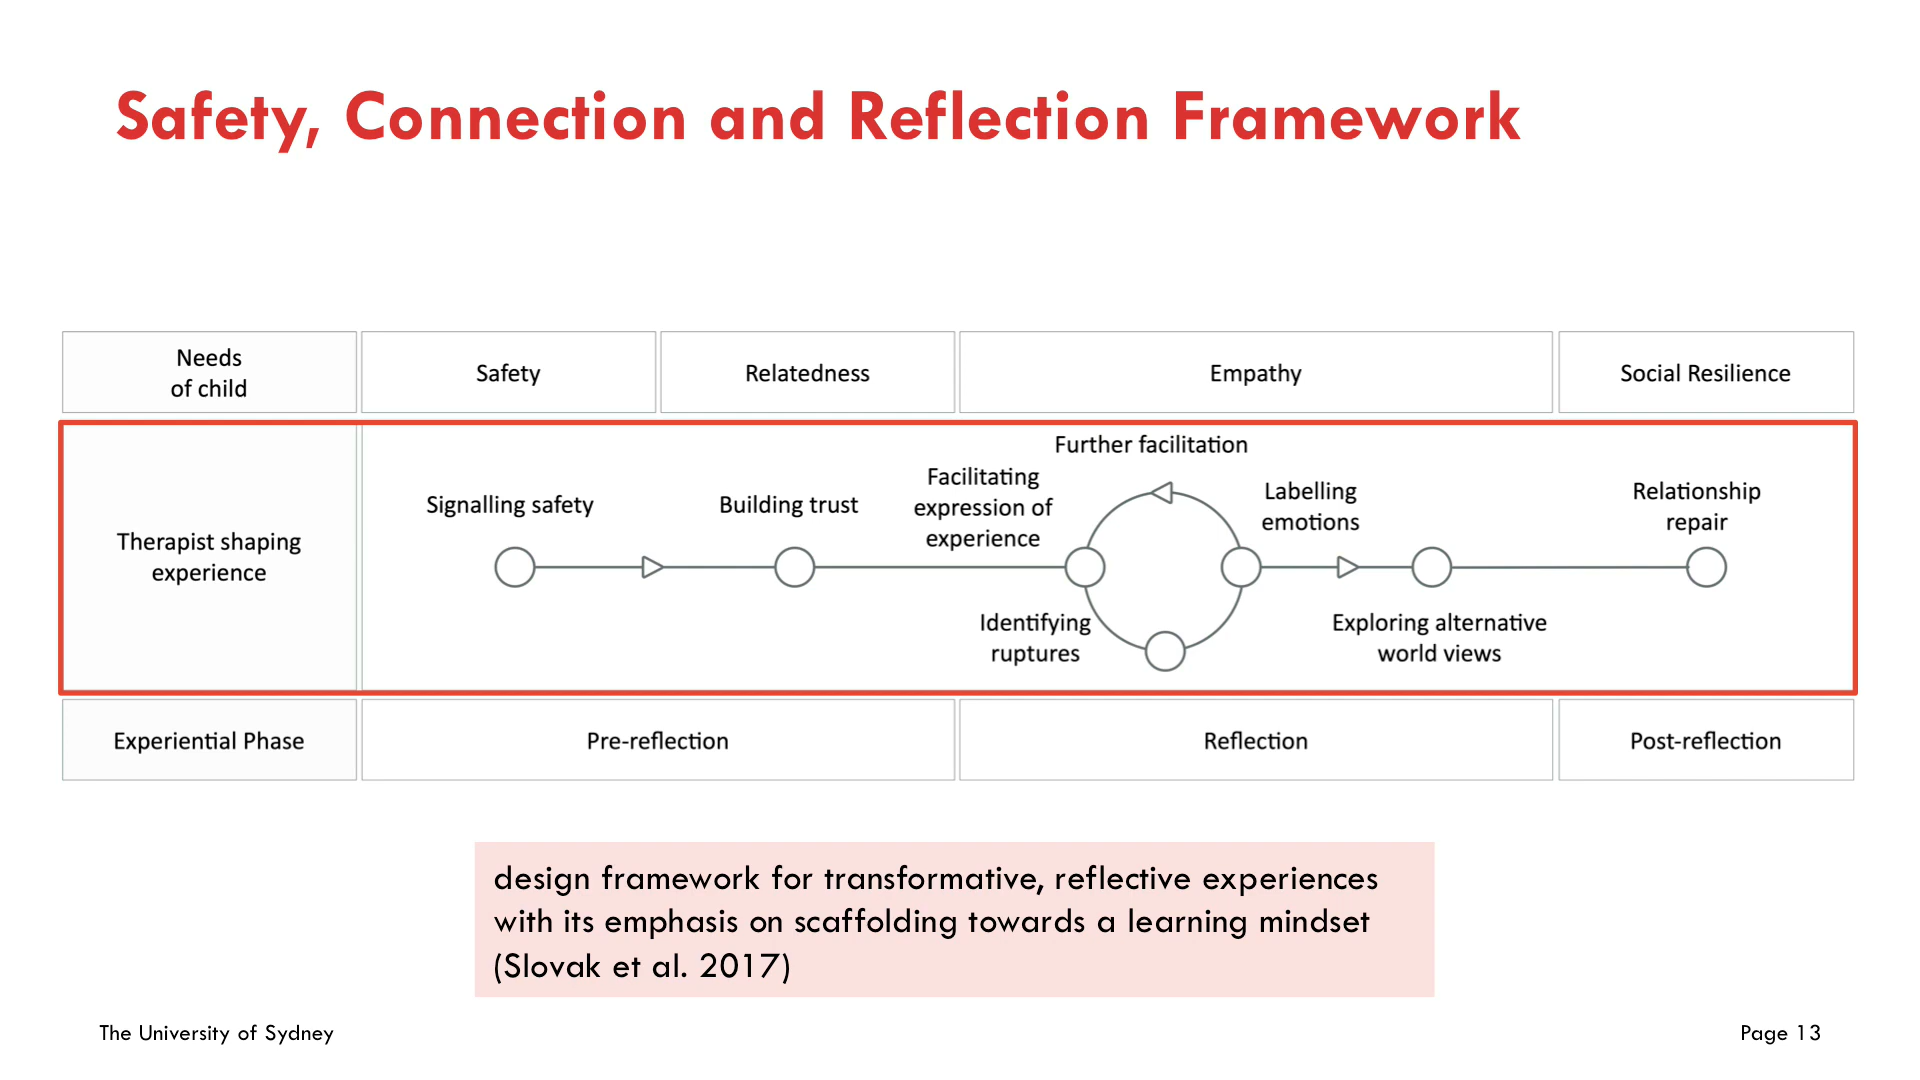 Safety, Connection and Reflection Framework
Needs
of child
Safety
Relatedness
Empathy
Social Resilience
Therapist shaping
experience
Signalling safety
Building trust
Facilitating
expression of
experience
Further facilitation
Identifying
ruptures
Labelling
emotions
Exploring alternative
world views
Relationship
repair
Experiential Phase
Pre-reflection
Reflection
Post-reflection
design framework for transformative, reflective experiences
with its emphasis on scaffolding towards a learning mindset
(Slovak et al. 2017)
The University of Sydney
Page 13